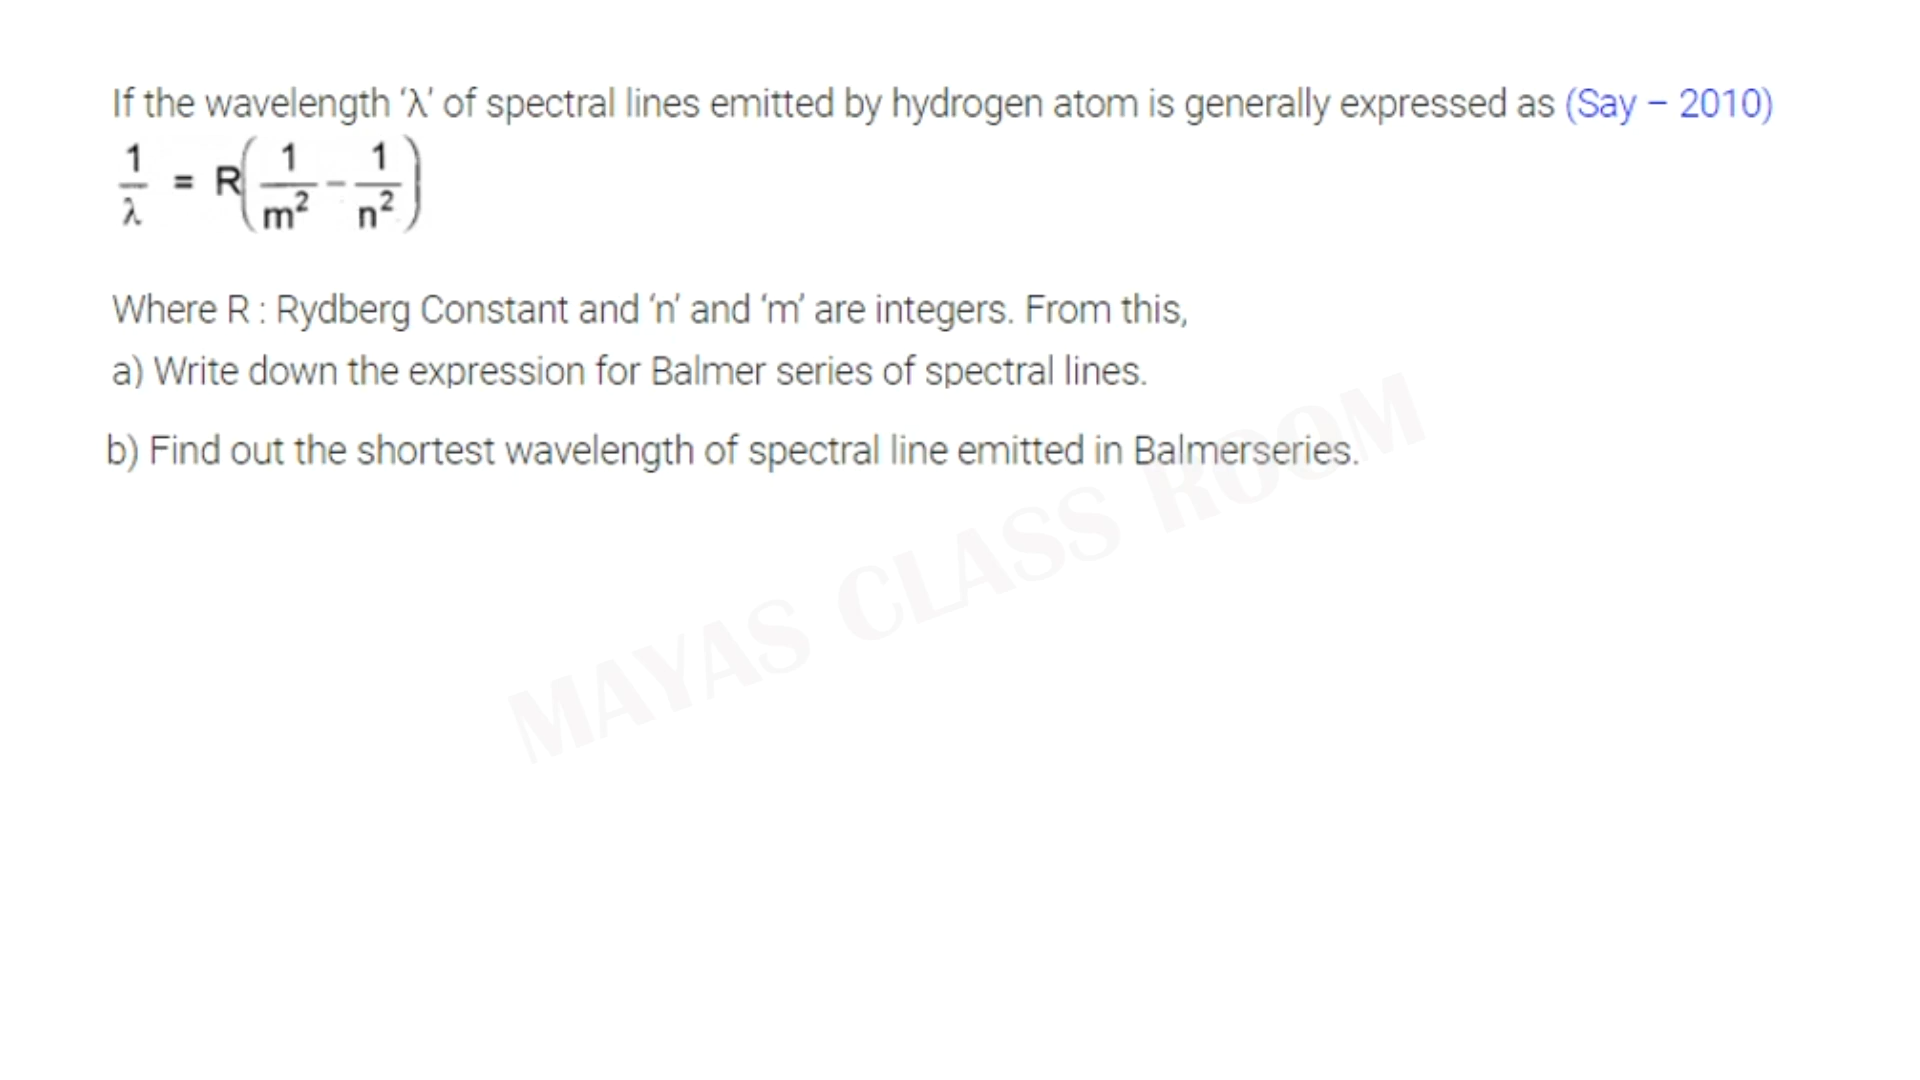 If the wavelength ‘λ’ of spectral lines emitted by hydrogen atom is generally expressed as (Say – 2010)
1/λ = R(1/m² - 1/n²)
Where R : Rydberg Constant and ‘n’ and ‘m’ are integers. From this,
a) Write down the expression for Balmer series of spectral lines.
b) Find out the shortest wavelength of spectral line emitted in Balmerseries.
MAYAS CLASS ROOM